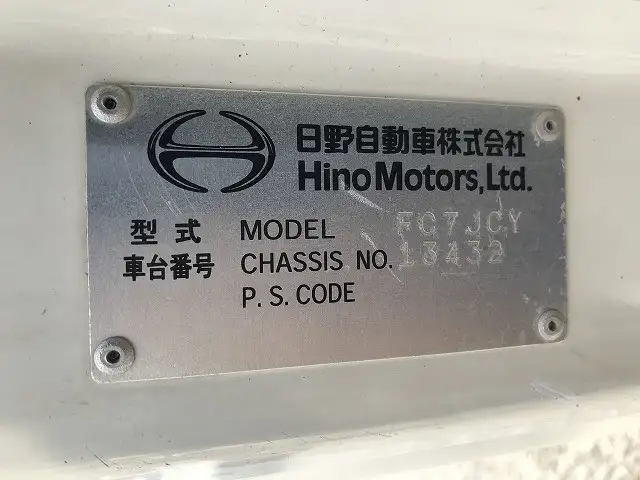 日野自動車株式会社
Hino Motors, Ltd.
型式 MODEL FC7JCY
車台番号 CHASSIS NO. 13432
P. S. CODE